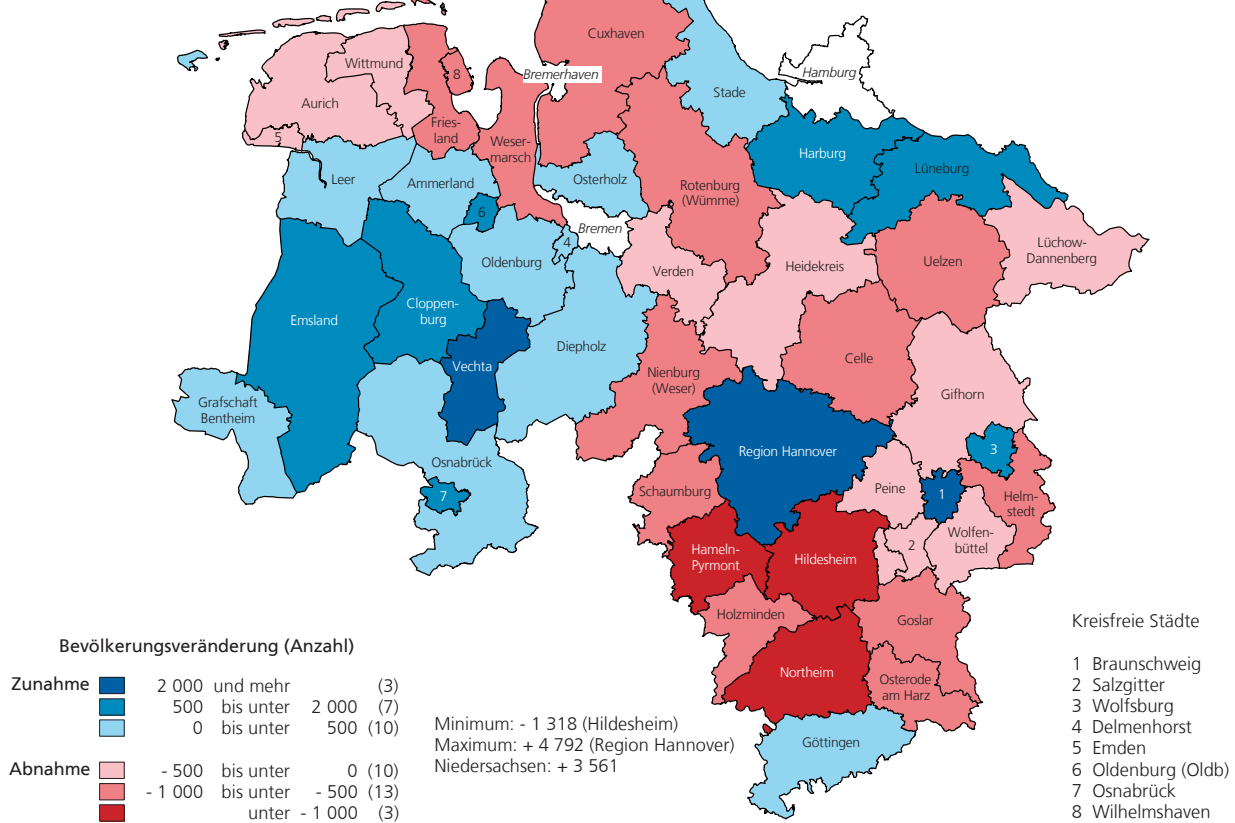 Cuxhaven
Wittmund
8
Bremerhaven
Hamburg
Stade
Aurich
Fries-
land
5
Weser-
marsch
Harburg
Lüneburg
Leer
Ammerland
Osterholz
Rotenburg
(Wümme)
6
Bremen
4
Oldenburg
Verden
Heidekreis
Uelzen
Lüchow-
Dannenberg
Emsland
Cloppen-
burg
Diepholz
Vechta
Celle
Nienburg
(Weser)
Gifhorn
Grafschaft
Bentheim
Region Hannover
3
Osnabrück
7
Schaumburg
Peine
1
Helm-
stedt
Hameln-
Pyrmont
Hildesheim
2
Wolfen-
büttel
Holzminden
Goslar
Northeim
Osterode
am Harz
Göttingen
Bevölkerungsveränderung (Anzahl)
Zunahme 2 000 und mehr (3)
500 bis unter 2 000 (7)
0 bis unter 500 (10)
Abnahme - 500 bis unter 0 (10)
- 1 000 bis unter - 500 (13)
unter - 1 000 (3)
Minimum: - 1 318 (Hildesheim)
Maximum: + 4 792 (Region Hannover)
Niedersachsen: + 3 561
Kreisfreie Städte
1 Braunschweig
2 Salzgitter
3 Wolfsburg
4 Delmenhorst
5 Emden
6 Oldenburg (Oldb)
7 Osnabrück
8 Wilhelmshaven